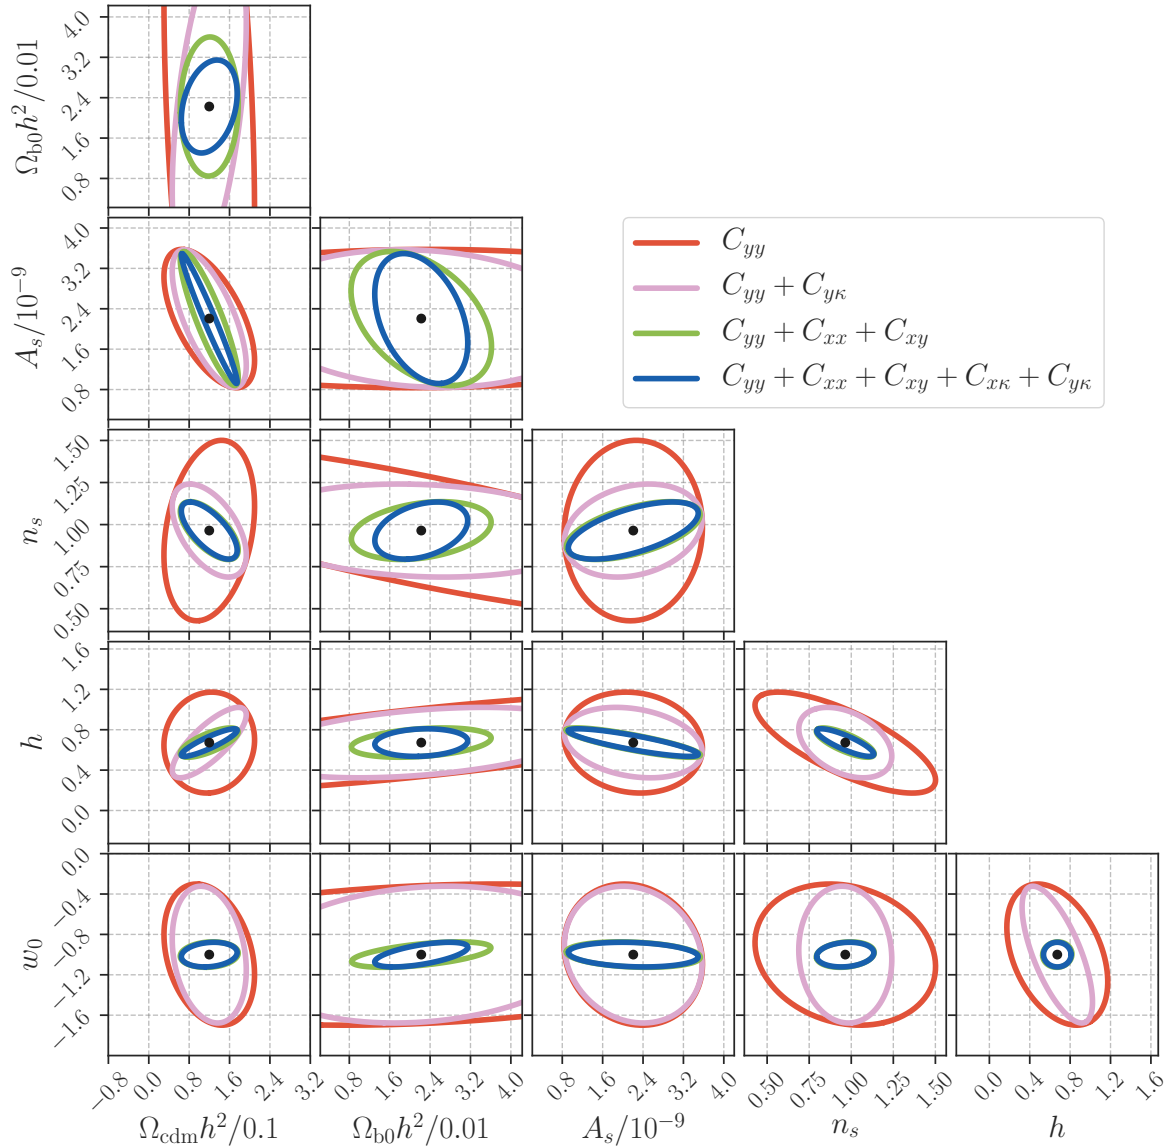 Ω_b0h²/0.01
4.0
3.2
2.4
1.6
0.8
A_s/10⁻⁹
4.0
3.2
2.4
1.6
0.8
C_yy
C_yy + C_yκ
C_yy + C_xx + C_xy
C_yy + C_xx + C_xy + C_xκ + C_yκ
n_s
1.50
1.25
1.00
0.75
0.50
h
1.6
1.2
0.8
0.4
0.0
w_0
0.0
−0.4
−0.8
−1.2
−1.6
−0.8 0.0 0.8 1.6 2.4 3.2 0.8 1.6 2.4 3.2 4.0 0.8 1.6 2.4 3.2 4.0 0.50 0.75 1.00 1.25 1.50 0.0 0.4 0.8 1.2 1.6
Ω_cdmh²/0.1 Ω_b0h²/0.01 A_s/10⁻⁹ n_s h